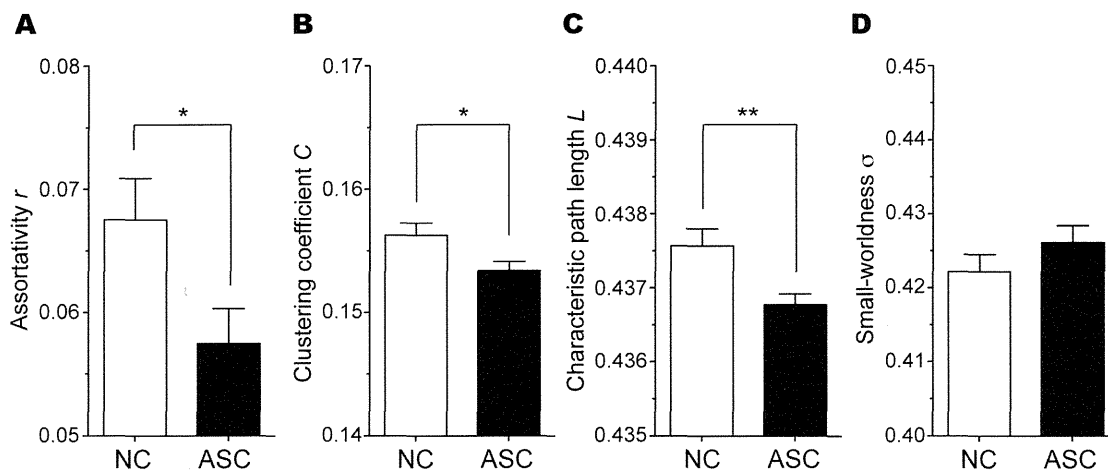 A
Assortativity r
0.08
0.07
0.06
0.05
*
NC
ASC
B
Clustering coefficient C
0.17
0.16
0.15
0.14
*
NC
ASC
C
Characteristic path length L
0.440
0.439
0.438
0.437
0.436
0.435
**
NC
ASC
D
Small-worldness σ
0.45
0.44
0.43
0.42
0.41
0.40
NC
ASC